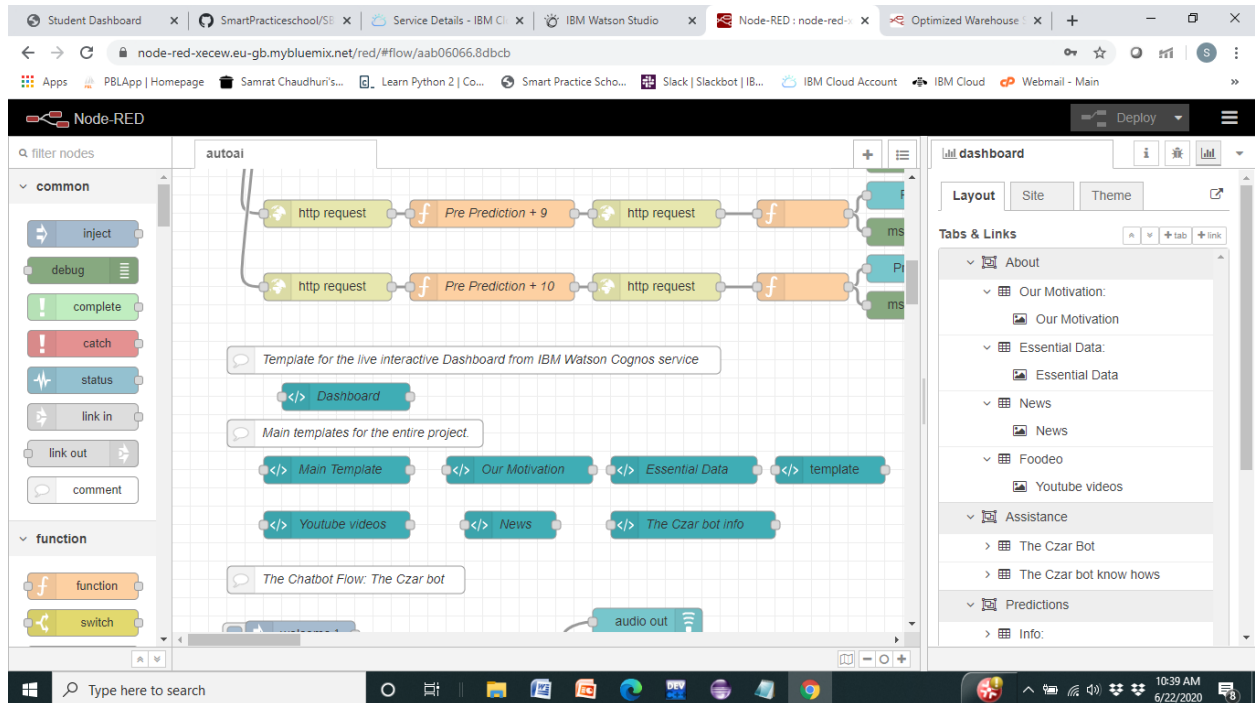 Student Dashboard
SmartPracticeschool/SB
Service Details - IBM Cl
IBM Watson Studio
Node-RED : node-red-x
Optimized Warehouse
node-red-xecew.eu-gb.mybluemix.net/red/#flow/aab06066.8dbcb
S
Apps
PBLApp | Homepage
Samrat Chaudhuri's...
Learn Python 2 | Co...
Smart Practice Scho...
Slack | Slackbot | IB...
IBM Cloud Account
IBM Cloud
Webmail - Main
Node-RED
Deploy
filter nodes
autoai
dashboard
common
inject
debug
complete
catch
status
link in
link out
comment
function
function
switch
http request
Pre Prediction + 9
http request
ms
http request
Pre Prediction + 10
http request
Pr
ms
Template for the live interactive Dashboard from IBM Watson Cognos service
Dashboard
Main templates for the entire project.
Main Template
Our Motivation
Essential Data
template
Youtube videos
News
The Czar bot info
The Chatbot Flow: The Czar bot
audio out
Layout
Site
Theme
Tabs & Links
tab
link
About
Our Motivation:
Our Motivation
Essential Data:
Essential Data
News
News
Foodeo
Youtube videos
Assistance
The Czar Bot
The Czar bot know hows
Predictions
Info:
Type here to search
DEV
10:39 AM
6/22/2020
8